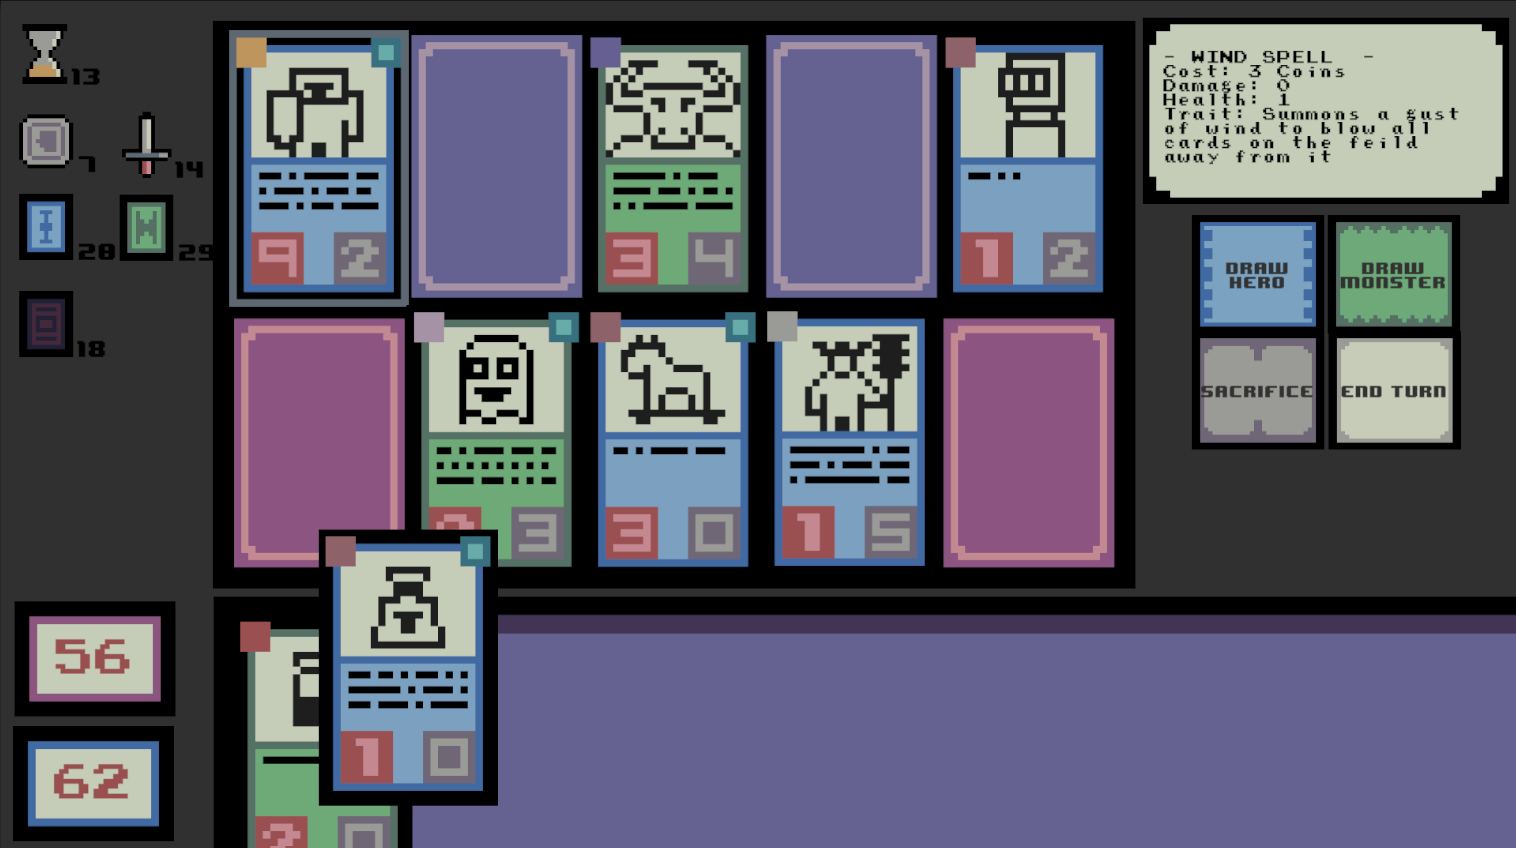 13
- WIND SPELL -
Cost: 3 Coins
Damage: 0
Health: 1
Trait: Summons a gust
of wind to blow all
cards on the feild
away from it
7
14
28
29
18
9 2
3 4
1 2
DRAW
HERO
DRAW
MONSTER
SACRIFICE
END TURN
3
3 0
1 5
56
62
1 0